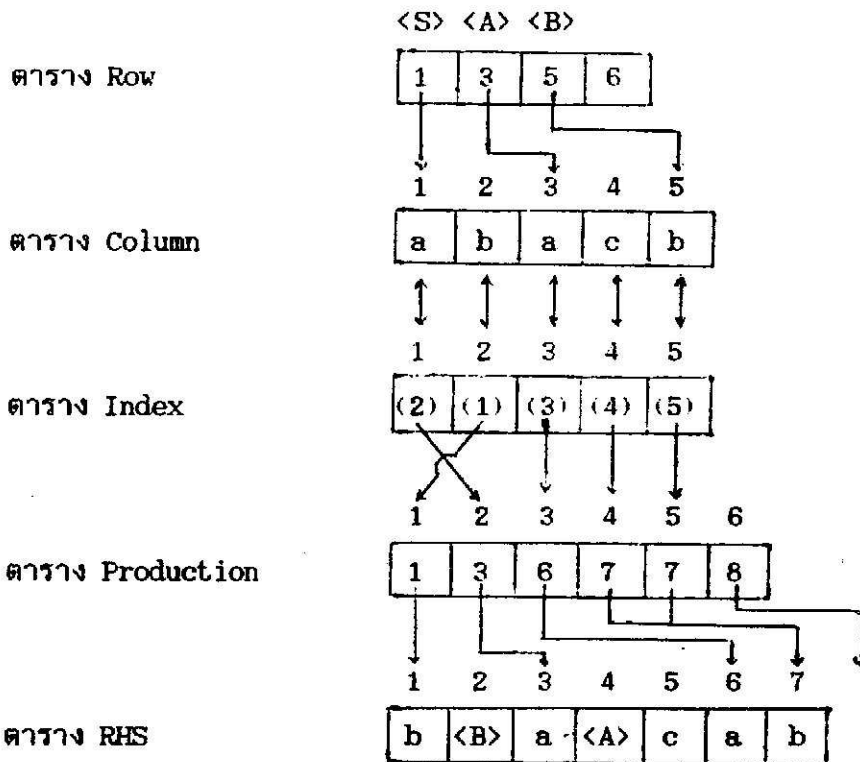 <S> <A> <B>
ตาราง Row 1 3 5 6
1 2 3 4 5
ตาราง Column a b a c b
1 2 3 4 5
ตาราง Index (2) (1) (3) (4) (5)
1 2 3 4 5 6
ตาราง Production 1 3 6 7 7 8
1 2 3 4 5 6 7
ตาราง RHS b <B> a <A> c a b